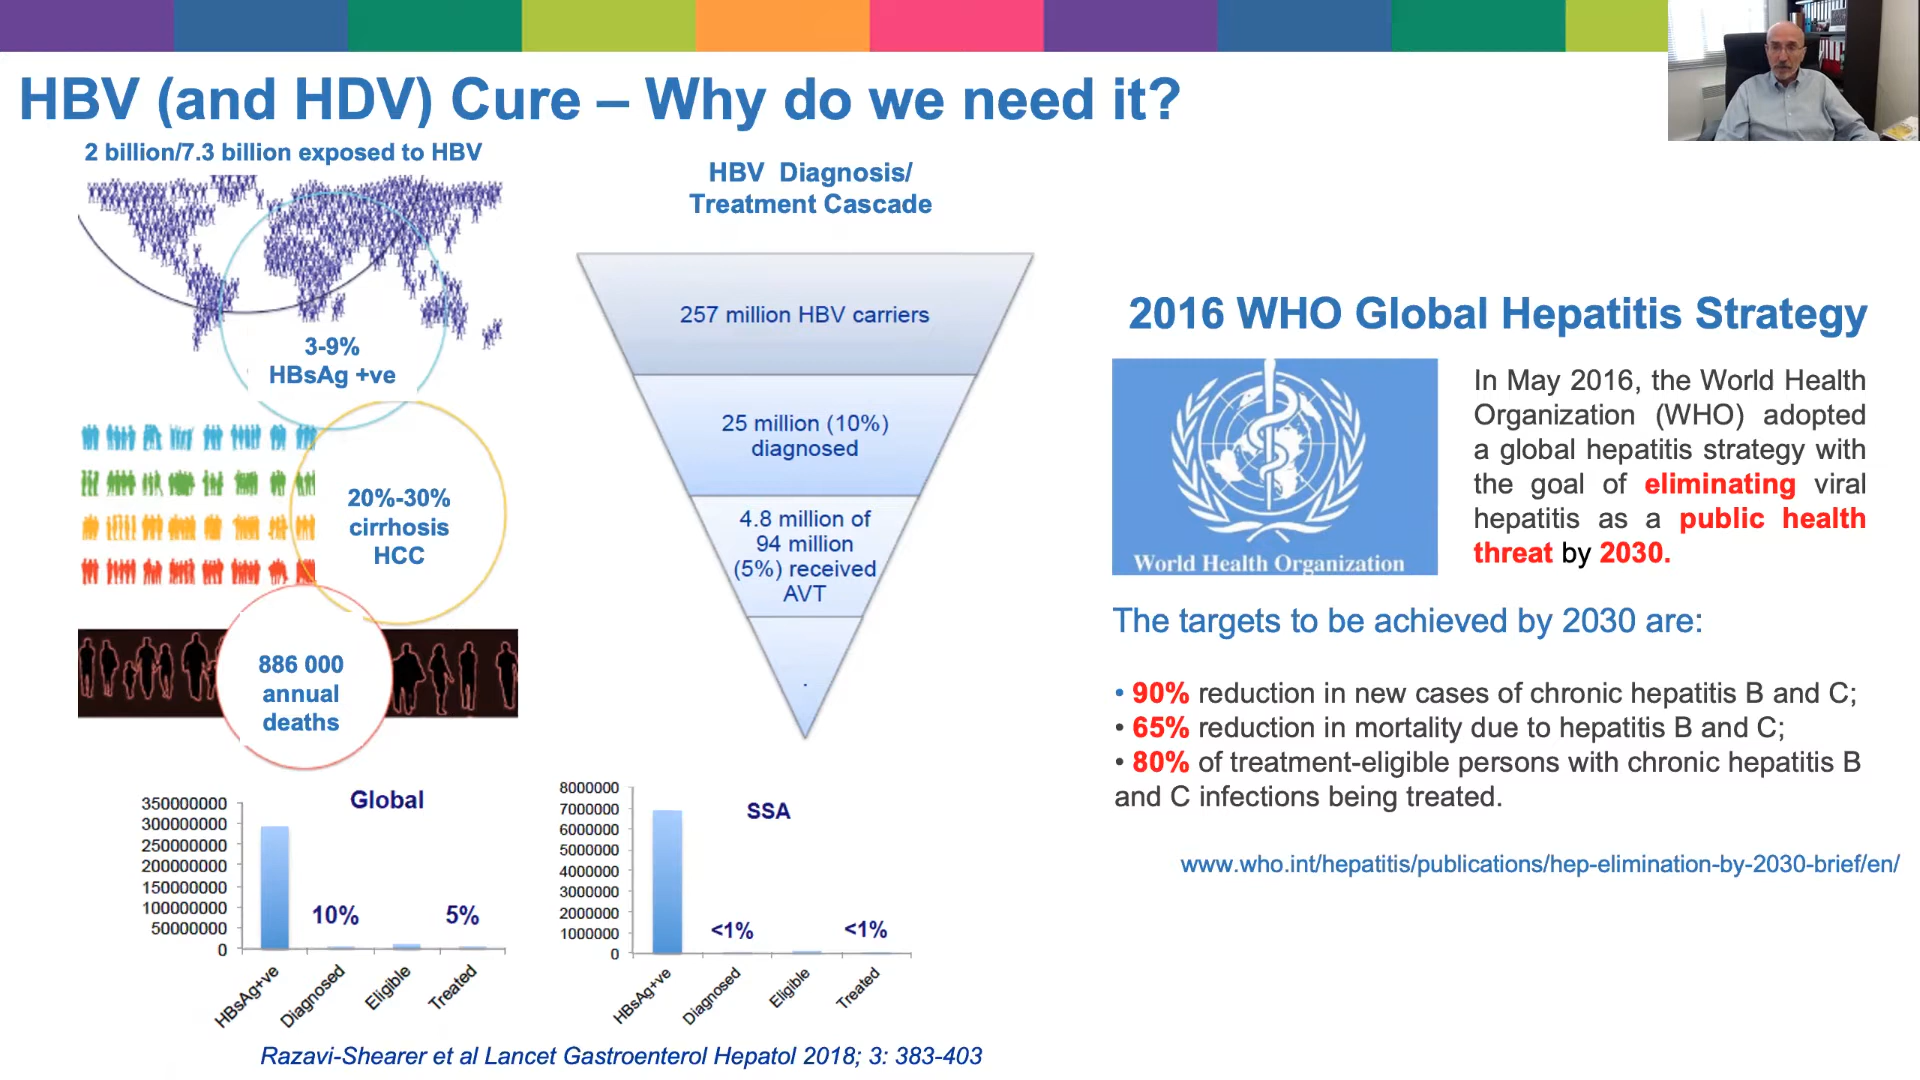 HBV (and HDV) Cure – Why do we need it?
2 billion/7.3 billion exposed to HBV
3-9%
HBsAg +ve
20%-30%
cirrhosis
HCC
886 000
annual
deaths
HBV Diagnosis/
Treatment Cascade
257 million HBV carriers
25 million (10%)
diagnosed
4.8 million of
94 million
(5%) received
AVT
Global
350000000
300000000
250000000
200000000
150000000
100000000
50000000
0
10%
5%
HBsAg+ve
Diagnosed
Eligible
Treated
SSA
8000000
7000000
6000000
5000000
4000000
3000000
2000000
1000000
0
<1%
<1%
HBsAg+ve
Diagnosed
Eligible
Treated
Razavi-Shearer et al Lancet Gastroenterol Hepatol 2018; 3: 383-403
2016 WHO Global Hepatitis Strategy
World Health Organization
In May 2016, the World Health
Organization (WHO) adopted
a global hepatitis strategy with
the goal of eliminating viral
hepatitis as a public health
threat by 2030.
The targets to be achieved by 2030 are:
• 90% reduction in new cases of chronic hepatitis B and C;
• 65% reduction in mortality due to hepatitis B and C;
• 80% of treatment-eligible persons with chronic hepatitis B
and C infections being treated.
www.who.int/hepatitis/publications/hep-elimination-by-2030-brief/en/